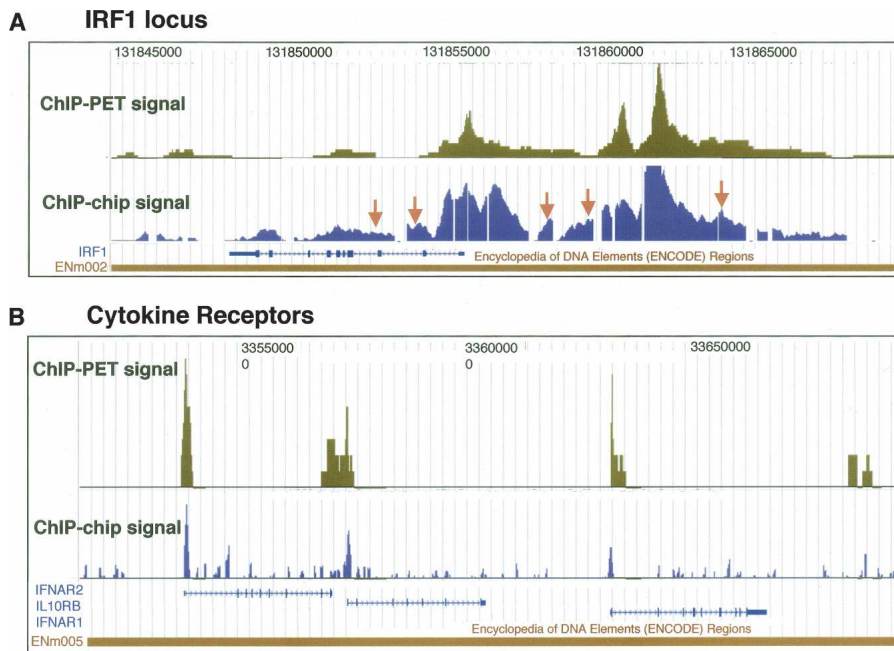 A IRF1 locus
131845000 131850000 131855000 131860000 131865000
ChIP-PET signal
ChIP-chip signal
IRF1
Encyclopedia of DNA Elements (ENCODE) Regions
ENm002
B Cytokine Receptors
3355000 3360000 33650000
0 0
ChIP-PET signal
ChIP-chip signal
IFNAR2
IL10RB
IFNAR1
Encyclopedia of DNA Elements (ENCODE) Regions
ENm005